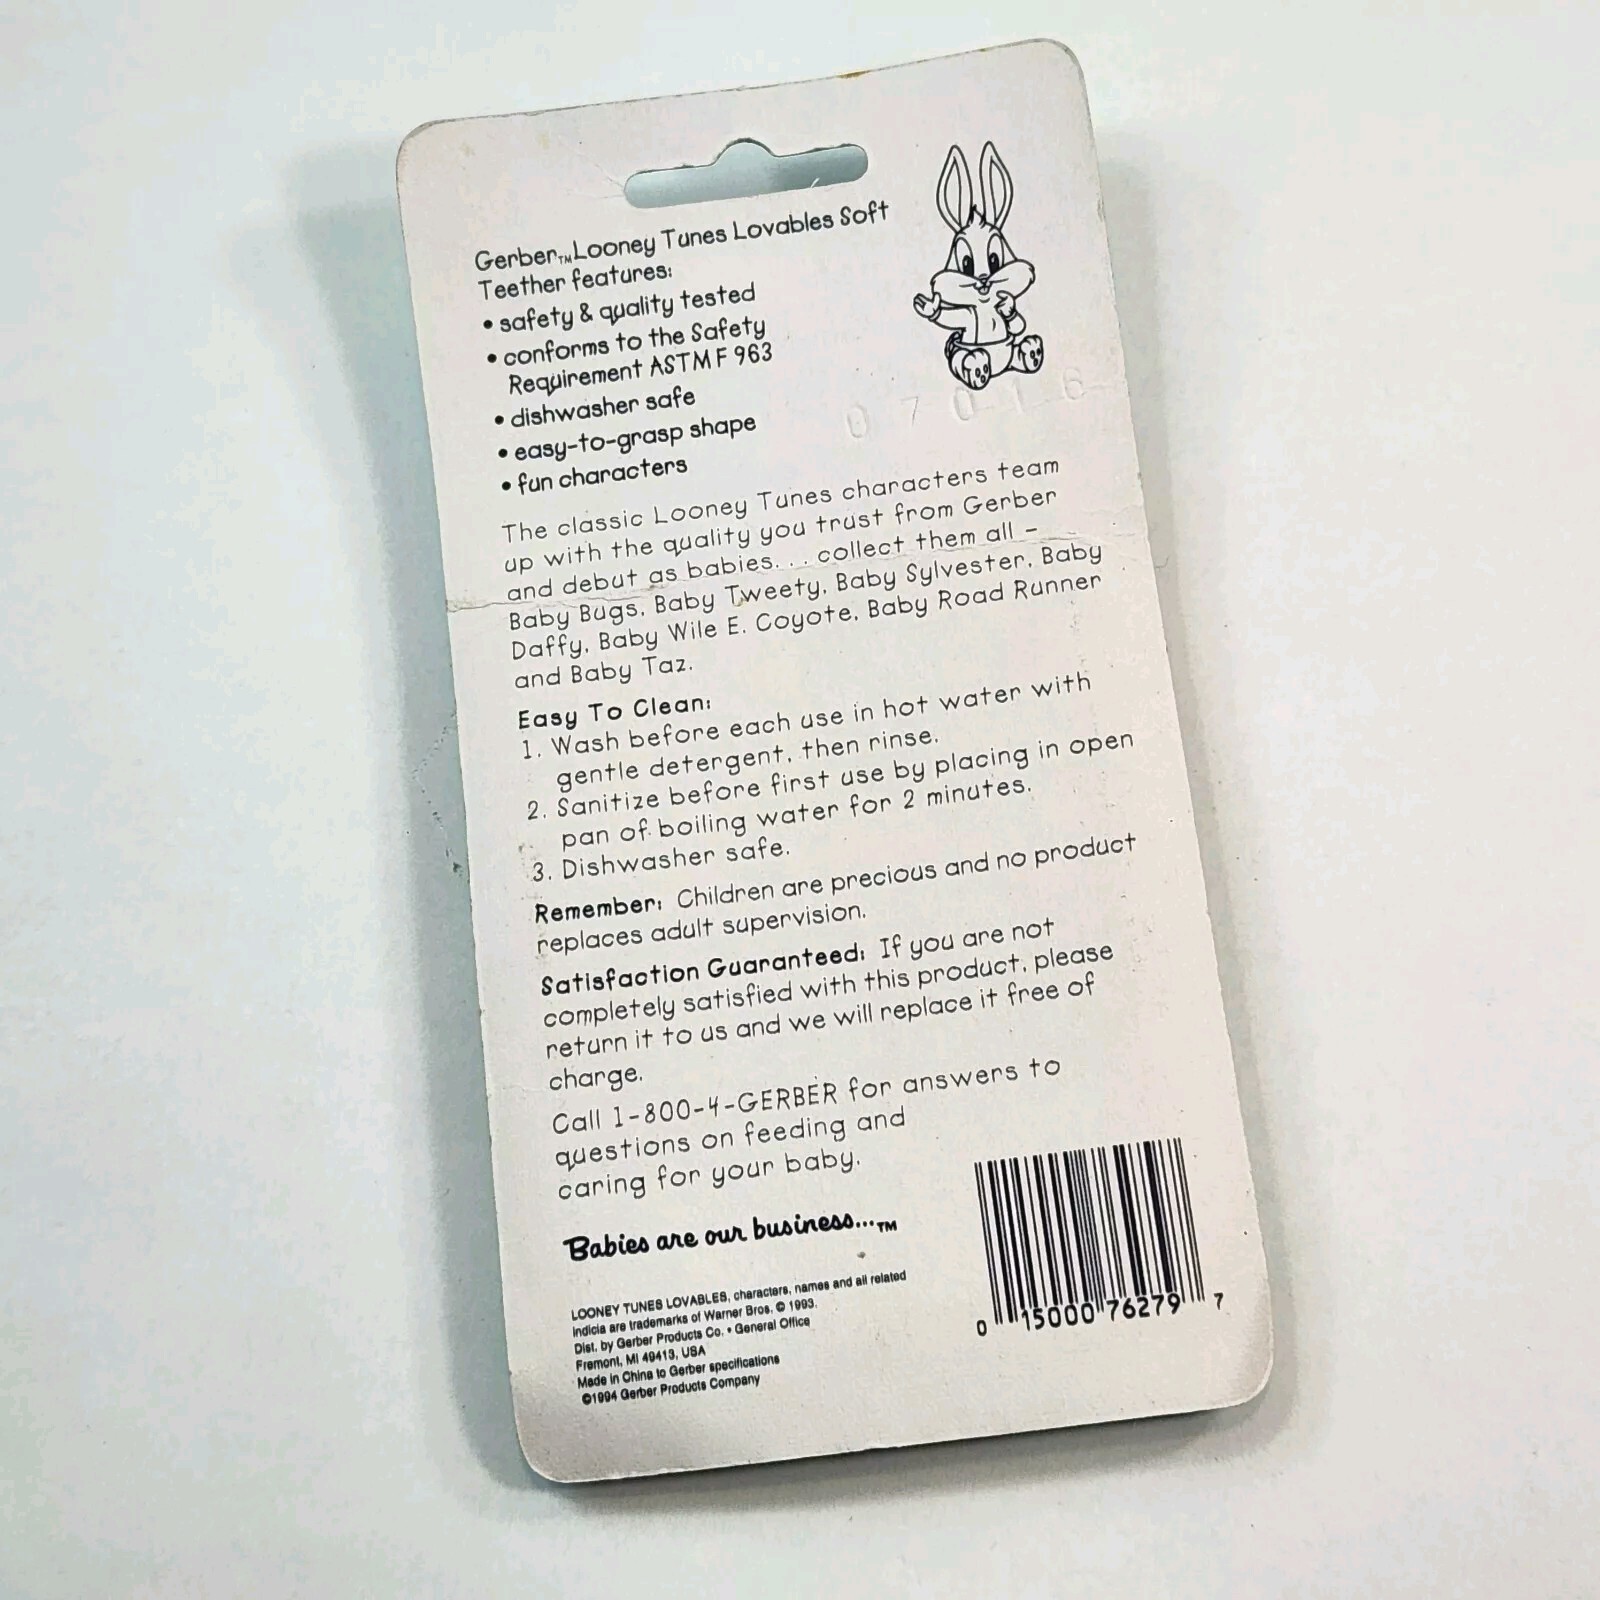 Gerber™ Looney Tunes Lovables Soft
Teether features:
• safety & quality tested
• conforms to the Safety
Requirement ASTM F 963
• dishwasher safe
• easy-to-grasp shape
• fun characters
0 7 0 1 6
The classic Looney Tunes characters team
up with the quality you trust from Gerber
and debut as babies. . . collect them all –
Baby Bugs, Baby Tweety, Baby Sylvester, Baby
Daffy, Baby Wile E. Coyote, Baby Road Runner
and Baby Taz.
Easy To Clean:
1. Wash before each use in hot water with
gentle detergent, then rinse.
2. Sanitize before first use by placing in open
pan of boiling water for 2 minutes.
3. Dishwasher safe.
Remember: Children are precious and no product
replaces adult supervision.
Satisfaction Guaranteed: If you are not
completely satisfied with this product, please
return it to us and we will replace it free of
charge.
Call 1-800-4-GERBER for answers to
questions on feeding and
caring for your baby.
Babies are our business...™
LOONEY TUNES LOVABLES, characters, names and all related
indicia are trademarks of Warner Bros. © 1993.
Dist. by Gerber Products Co. • General Office
Fremont, MI 49413, USA
Made in China to Gerber specifications
©1994 Gerber Products Company
0 15000 76279 7